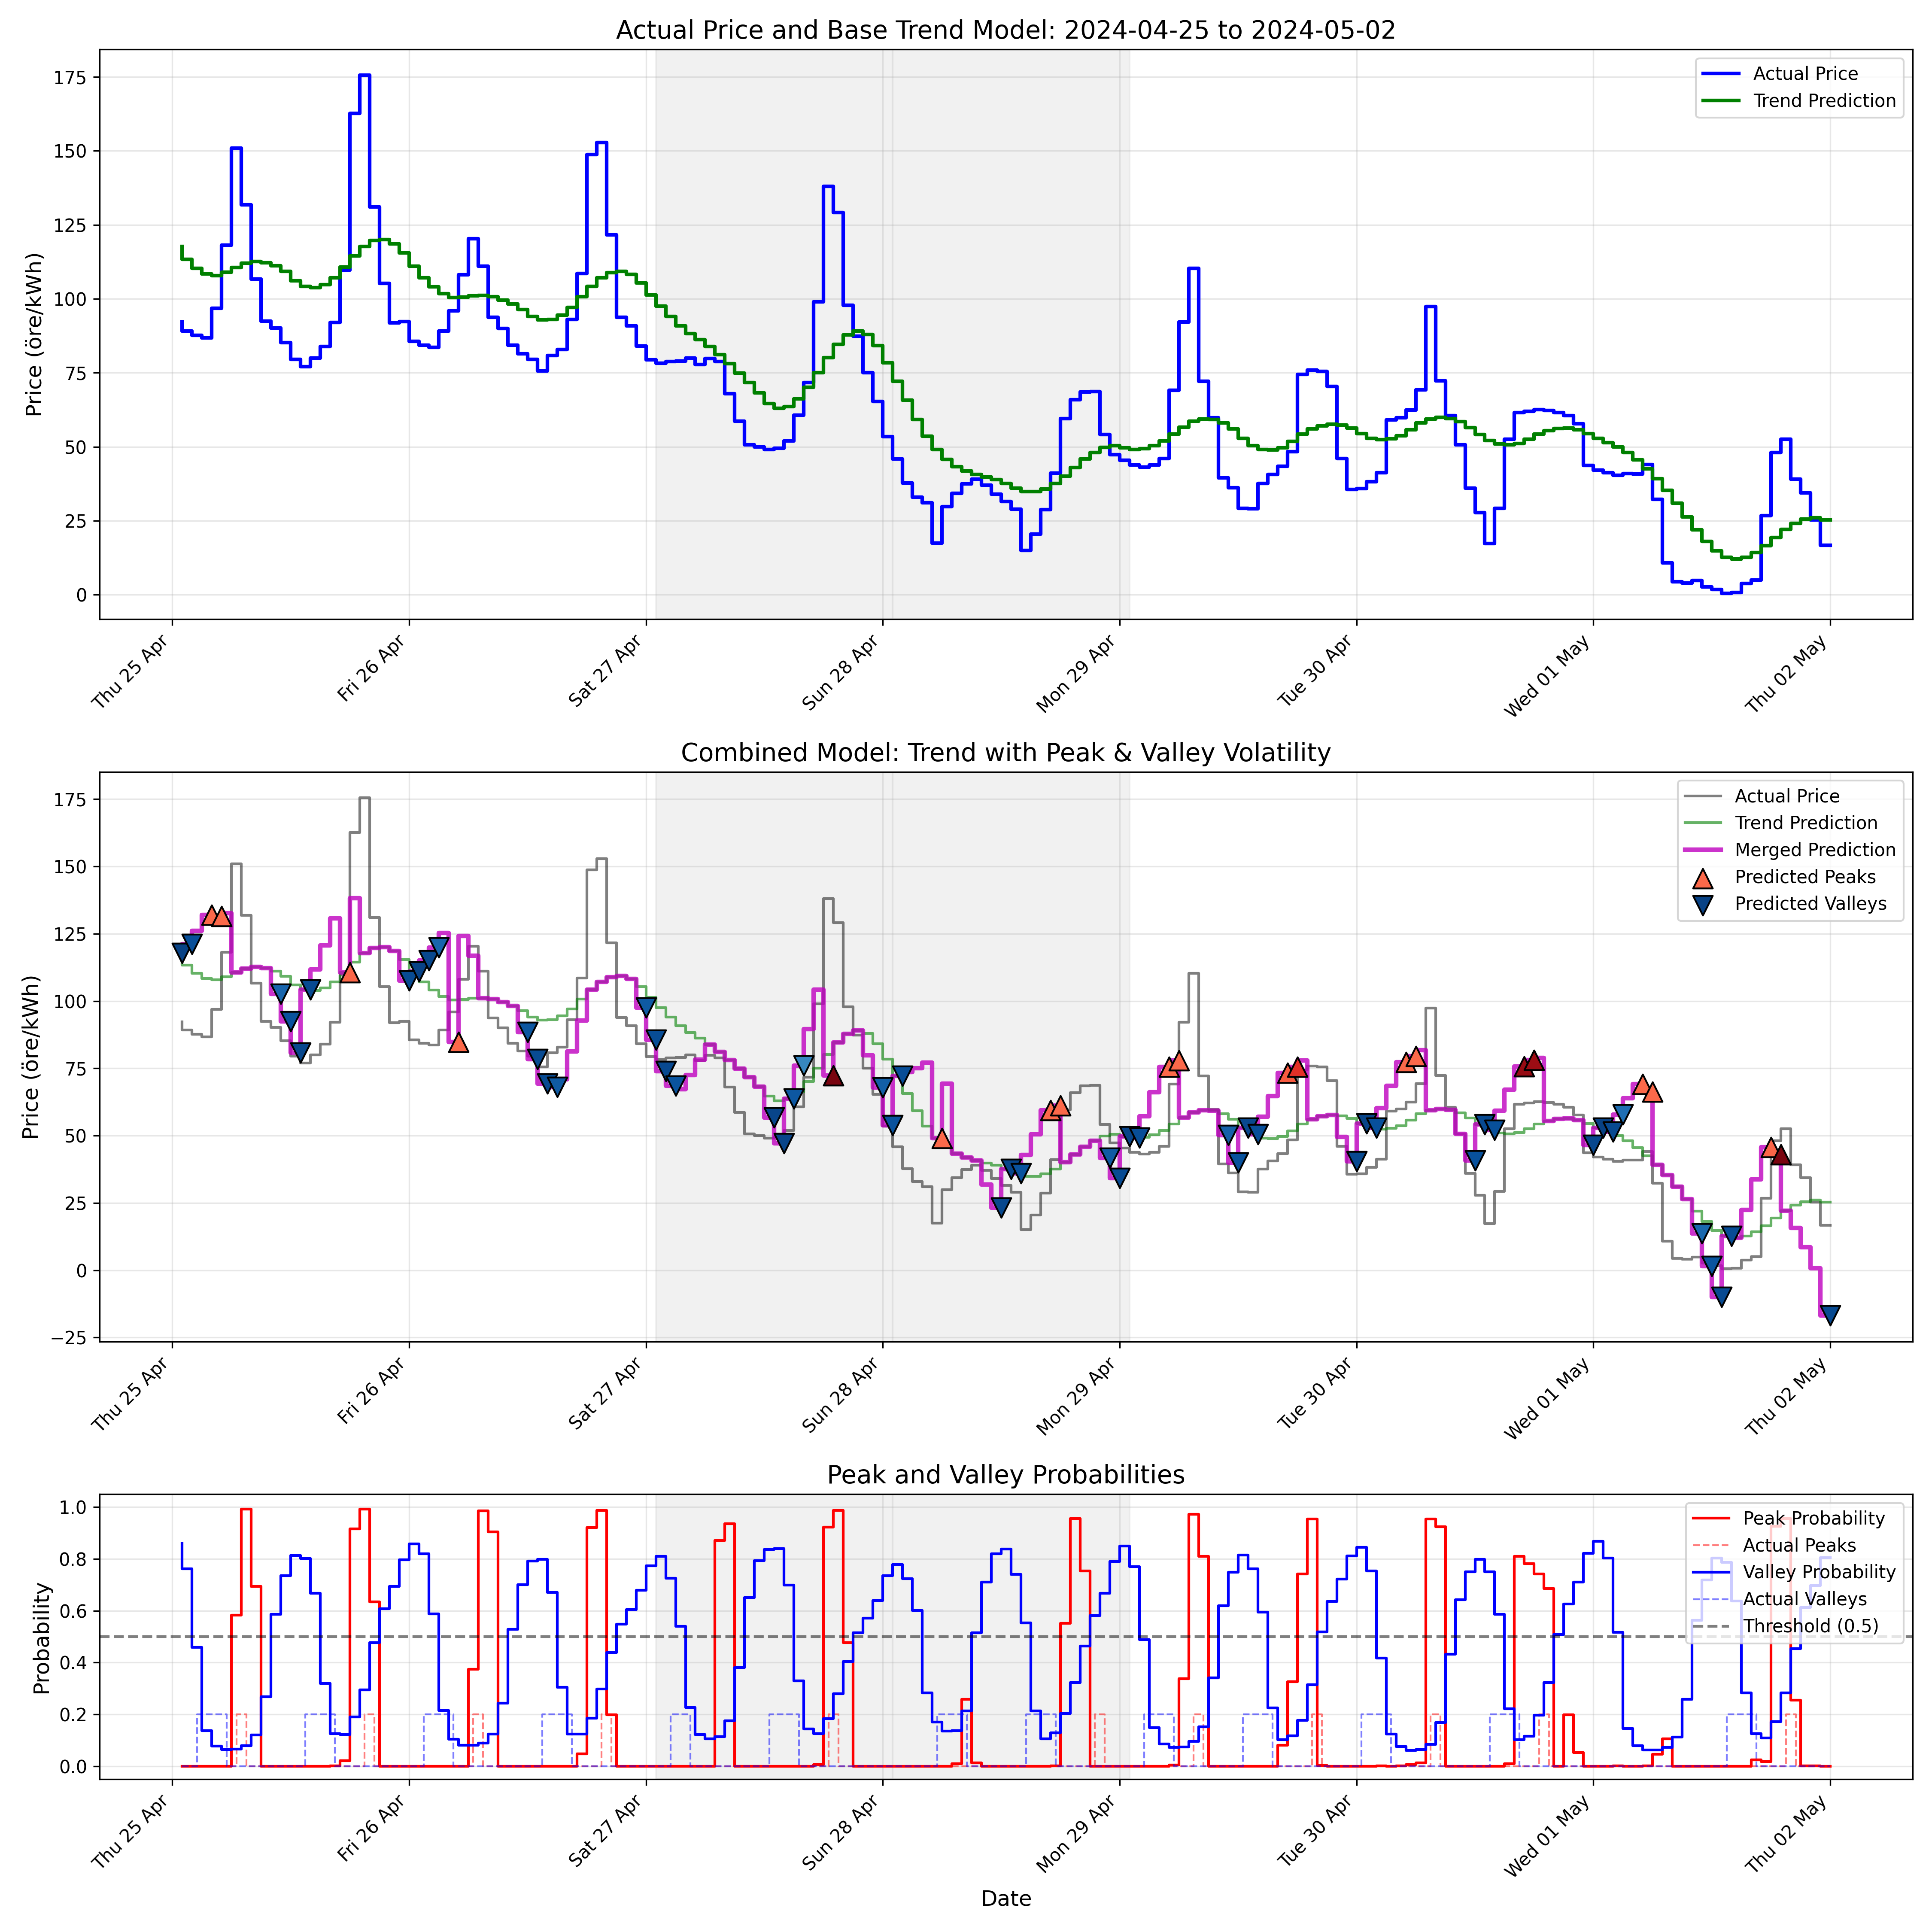 Actual Price and Base Trend Model: 2024-04-25 to 2024-05-02
Price (öre/kWh)
175
150
125
100
75
50
25
0
Actual Price
Trend Prediction
Thu 25 Apr
Fri 26 Apr
Sat 27 Apr
Sun 28 Apr
Mon 29 Apr
Tue 30 Apr
Wed 01 May
Thu 02 May
Combined Model: Trend with Peak & Valley Volatility
Price (öre/kWh)
175
150
125
100
75
50
25
0
−25
Actual Price
Trend Prediction
Merged Prediction
Predicted Peaks
Predicted Valleys
Thu 25 Apr
Fri 26 Apr
Sat 27 Apr
Sun 28 Apr
Mon 29 Apr
Tue 30 Apr
Wed 01 May
Thu 02 May
Peak and Valley Probabilities
Probability
1.0
0.8
0.6
0.4
0.2
0.0
Peak Probability
Actual Peaks
Valley Probability
Actual Valleys
Threshold (0.5)
Thu 25 Apr
Fri 26 Apr
Sat 27 Apr
Sun 28 Apr
Mon 29 Apr
Tue 30 Apr
Wed 01 May
Thu 02 May
Date